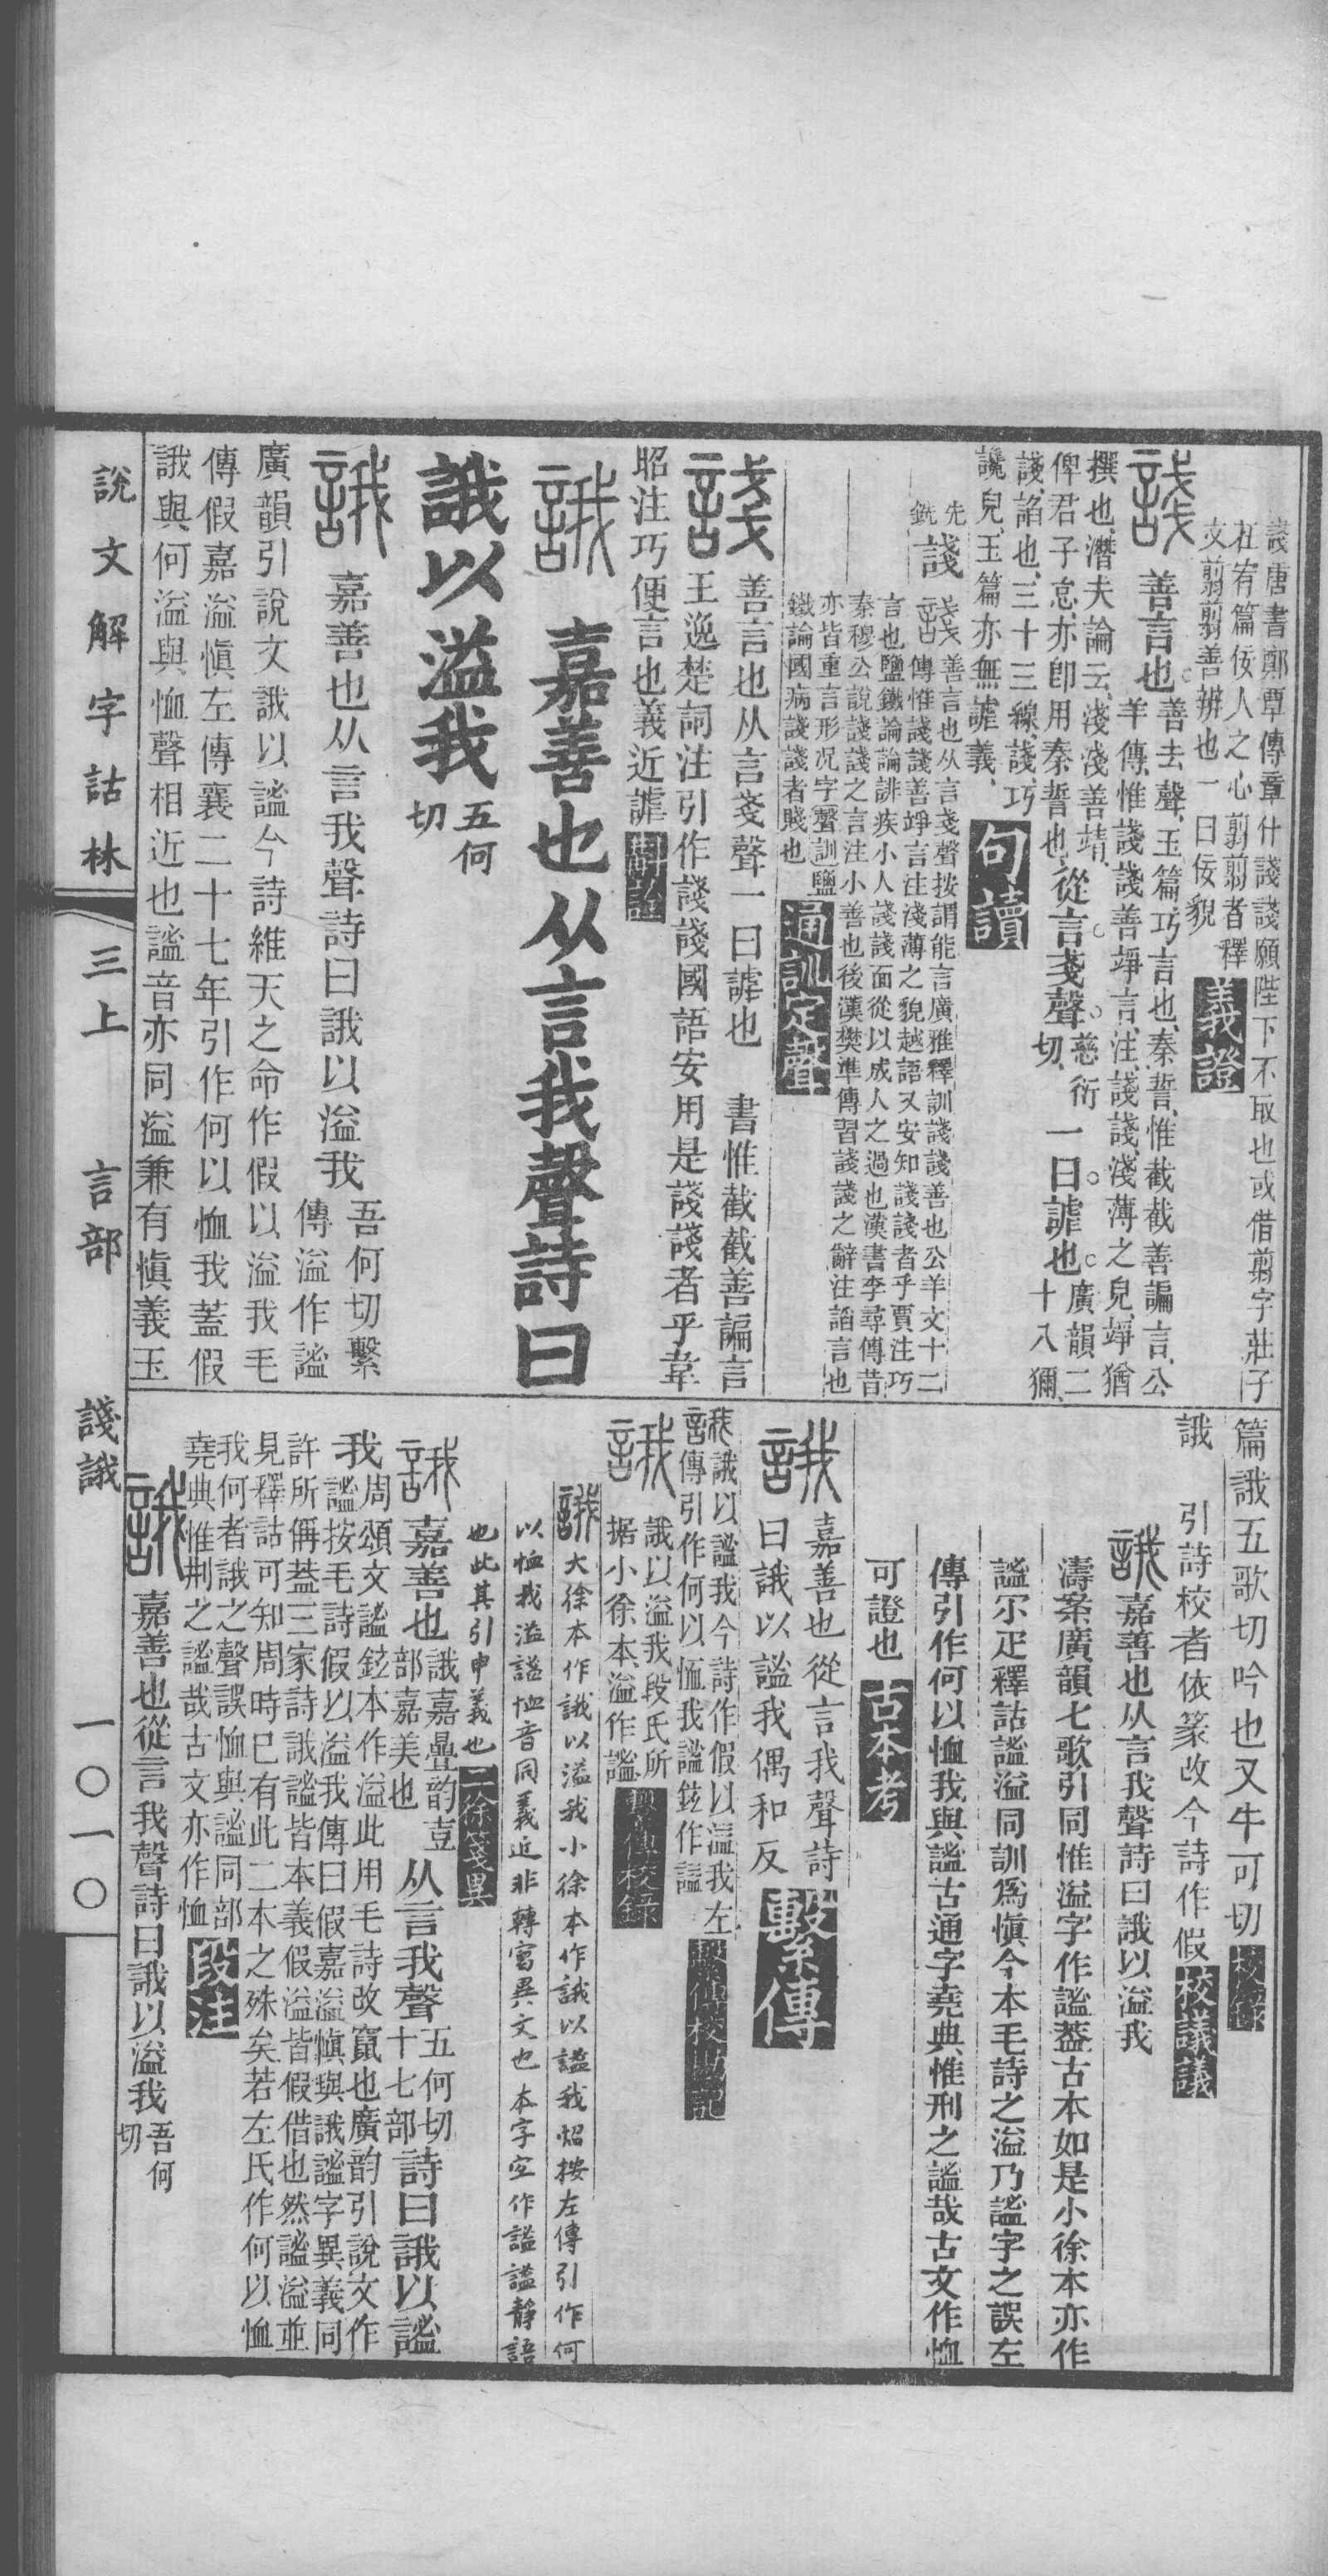 諓唐書鄭覃傳章什諓諓願陛下不取也或借翦字莊子
在宥篇佞人之心翦翦者釋
文翦翦善辨也一曰佞貌
義證
諓善言也
善去聲玉篇巧言也秦誓惟截截善諞言公
羊傳惟諓諓善竫言注諓諓淺薄之皃竫猶
撰也潛夫論云淺淺善靖
俾君子怠亦卽用秦誓也
從言戔聲
慈衍
切
一曰謔也
廣韻二
十八獮
諓諂也三十三線諓巧
讒皃玉篇亦無謔義
句讀
先
銑
諓
諓善言也从言戔聲按謂能言廣雅釋訓諓諓善也公羊文十二
傳惟諓諓善竫言注淺薄之貌越語又安知諓諓者乎賈注巧
言也鹽鐵論論誹疾小人諓諓面從以成人之過也漢書李尋傳昔
秦穆公說諓諓之言注小善也後漢樊準傳習諓諓之辭注諂言也
亦皆重言形况字聲訓鹽
鐵論國病諓諓者賤也
通訓定聲
諓善言也从言戔聲一曰謔也
書惟截截善諞言
王逸楚詞注引作諓諓國語安用是諓諓者乎韋
昭注巧便言也義近謔
斠詮
誐嘉善也从言我聲詩曰
誐以溢我
五何
切
誐嘉善也从言我聲詩曰誐以溢我
吾何切繫
傳溢作謐
廣韻引說文誐以謐今詩維天之命作假以溢我毛
傳假嘉溢愼左傳襄二十七年引作何以恤我蓋假
誐與何溢與恤聲相近也謐音亦同溢兼有愼義玉
篇誐五歌切吟也又牛可切
校錄
誐
引詩校者依篆改今詩作假
校議議
誐嘉善也从言我聲詩曰誐以溢我
濤案廣韻七歌引同惟溢字作謐葢古本如是小徐本亦作
謐尒疋釋詁謐溢同訓爲愼今本毛詩之溢乃謐字之誤左
傳引作何以恤我與謐古通字堯典惟刑之謐哉古文作恤
可證也
古本考
誐嘉善也從言我聲詩
曰誐以謐我偶和反
繫傳
誐誐以謐我今詩作假以溢我左
傳引作何以恤我謐鉉作溢
繫傳校勘記
誐誐以溢我段氏所
据小徐本溢作謐
繫傳校錄
誐大徐本作誐以溢我小徐本作誐以謐我炤按左傳引作何
以恤我溢謐恤音同義近非轉寫異文也本字宜作謐謐靜語
也此其引申義也
二徐箋異
誐嘉善也
誐嘉曡韵壴
部嘉美也
从言我聲
五何切
十七部
詩曰誐以謐
我
周頌文謐鉉本作溢此用毛詩改竄也廣韵引說文作
謐按毛詩假以溢我傳曰假嘉溢愼與誐謐字異義同
許所偁葢三家詩誐謐皆本義假溢皆假借也然謐溢並
見釋詁可知周時已有此二本之殊矣若左氏作何以恤
我何者誐之聲誤恤與謐同部
堯典惟荆之謐哉古文亦作恤
段注
誐嘉善也從言我聲詩曰誐以溢我
吾何
切
說文解字詁林
三上
言部
諓誐
一〇一〇